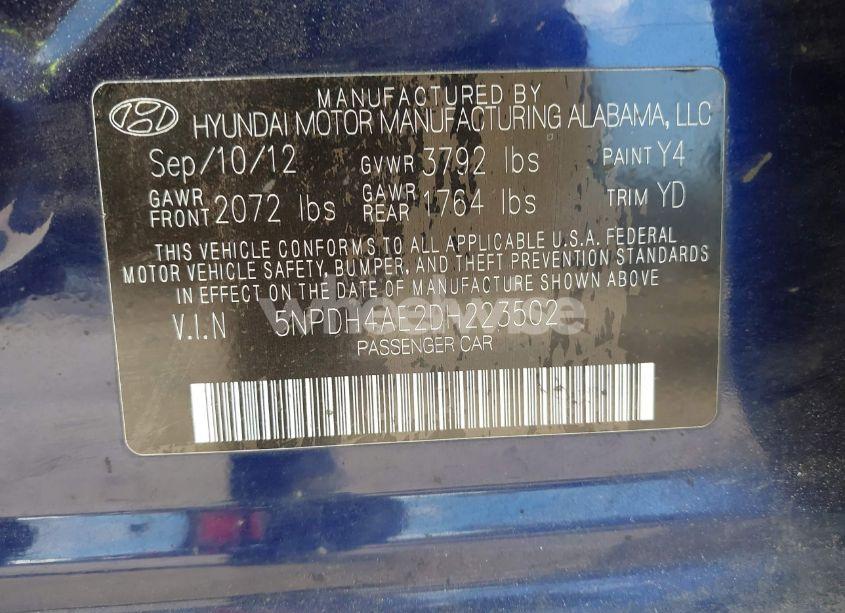 MANUFACTURED BY
HYUNDAI MOTOR MANUFACTURING ALABAMA, LLC
Sep/10/12 GVWR 3792 lbs PAINT Y4
GAWR FRONT 2072 lbs GAWR REAR 1764 lbs TRIM YD
THIS VEHICLE CONFORMS TO ALL APPLICABLE U.S.A. FEDERAL
MOTOR VEHICLE SAFETY, BUMPER, AND THEFT PREVENTION STANDARDS
IN EFFECT ON THE DATE OF MANUFACTURE SHOWN ABOVE
V.I.N 5NPDH4AE2DH223502
PASSENGER CAR